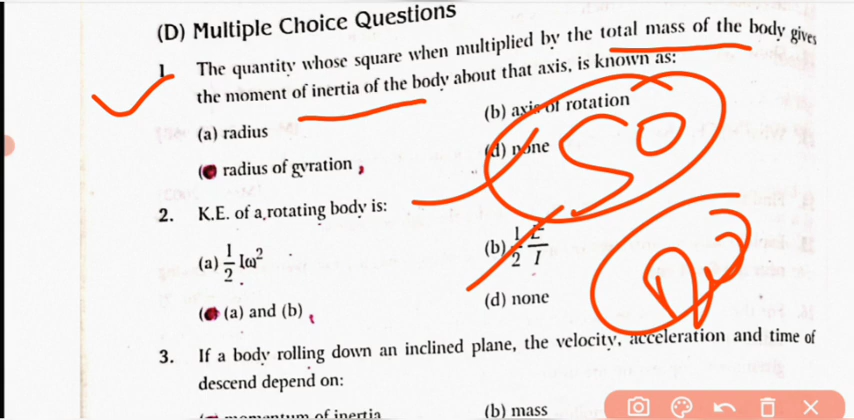 (D) Multiple Choice Questions
1. The quantity whose square when multiplied by the total mass of the body gives
the moment of inertia of the body about that axis, is known as:
(a) radius
(b) axis of rotation
radius of gyration
(d) none
2. K.E. of a rotating body is:
(a) 1/2 Iω²
(b) 1/2 L²/I
(a) and (b)
(d) none
3. If a body rolling down an inclined plane, the velocity, acceleration and time of
descend depend on:
of inertia
(b) mass